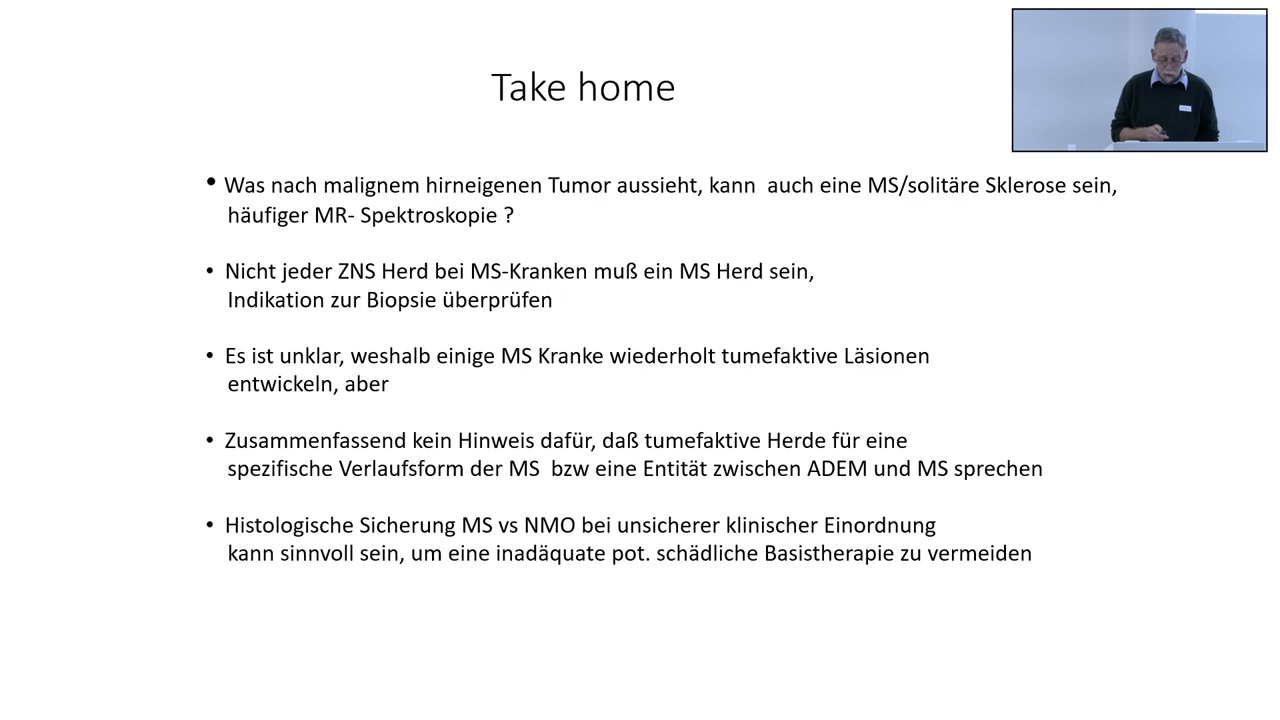 Take home
• Was nach malignem hirneigenen Tumor aussieht, kann  auch eine MS/solitäre Sklerose sein,
häufiger MR- Spektroskopie ?
• Nicht jeder ZNS Herd bei MS-Kranken muß ein MS Herd sein,
Indikation zur Biopsie überprüfen
• Es ist unklar, weshalb einige MS Kranke wiederholt tumefaktive Läsionen
entwickeln, aber
• Zusammenfassend kein Hinweis dafür, daß tumefaktive Herde für eine
spezifische Verlaufsform der MS  bzw eine Entität zwischen ADEM und MS sprechen
• Histologische Sicherung MS vs NMO bei unsicherer klinischer Einordnung
kann sinnvoll sein, um eine inadäquate pot. schädliche Basistherapie zu vermeiden